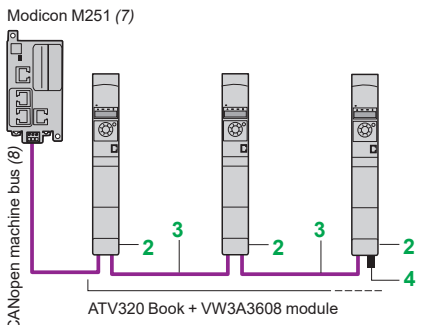 Modicon M251 (7)
CANopen machine bus (8)
2
3
2
3
2
4
ATV320 Book + VW3A3608 module